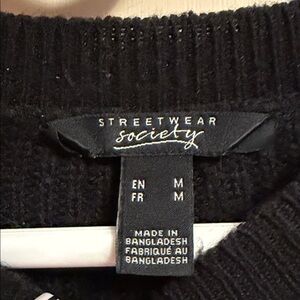 STREETWEAR
society
EN M
FR M
MADE IN
BANGLADESH
FABRIQUÉ AU
BANGLADESH